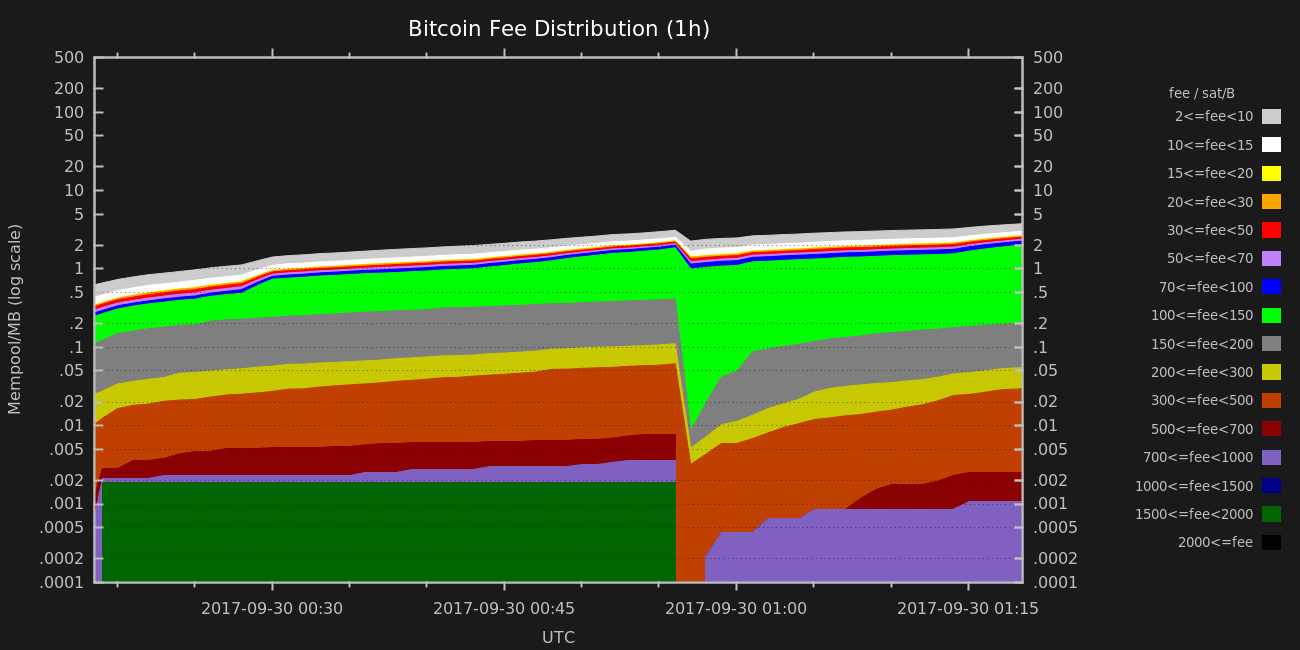 Bitcoin Fee Distribution (1h)
Mempool/MB (log scale)
500
200
100
50
20
10
5
2
1
.5
.2
.1
.05
.02
.01
.005
.002
.001
.0005
.0002
.0001
500
200
100
50
20
10
5
2
1
.5
.2
.1
.05
.02
.01
.005
.002
.001
.0005
.0002
.0001
fee / sat/B
2<=fee<10
10<=fee<15
15<=fee<20
20<=fee<30
30<=fee<50
50<=fee<70
70<=fee<100
100<=fee<150
150<=fee<200
200<=fee<300
300<=fee<500
500<=fee<700
700<=fee<1000
1000<=fee<1500
1500<=fee<2000
2000<=fee
2017-09-30 00:30 2017-09-30 00:45 2017-09-30 01:00 2017-09-30 01:15
UTC